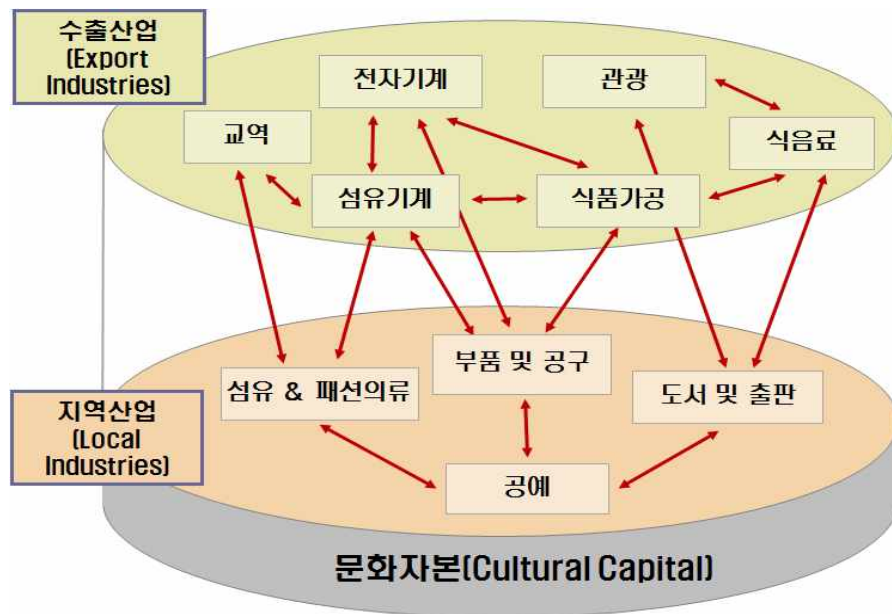 수출산업
(Export
Industries)
전자기계
관광
교역
식음료
섬유기계
식품가공
부품 및 공구
섬유 & 패션의류
도서 및 출판
지역산업
(Local
Industries)
공예
문화자본(Cultural Capital)